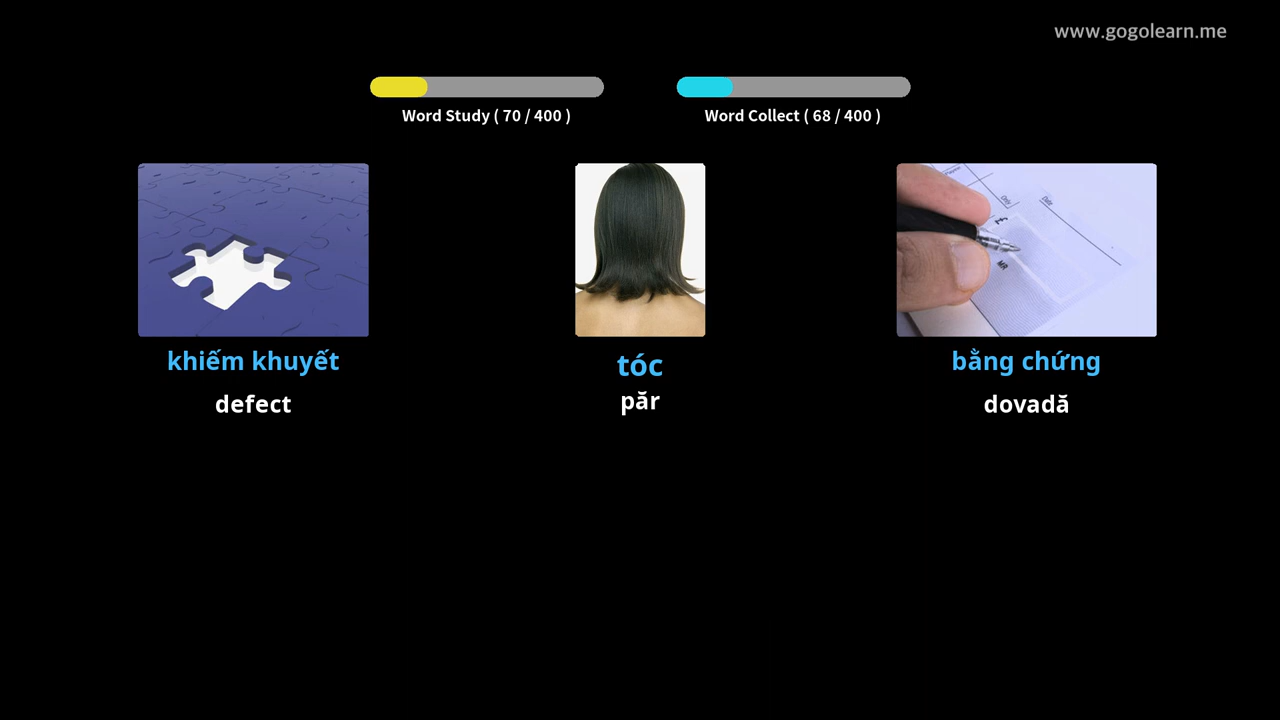 www.gogolearn.me
Word Study ( 70 / 400 )
Word Collect ( 68 / 400 )
khiếm khuyết
tóc
bằng chứng
defect
păr
dovadă